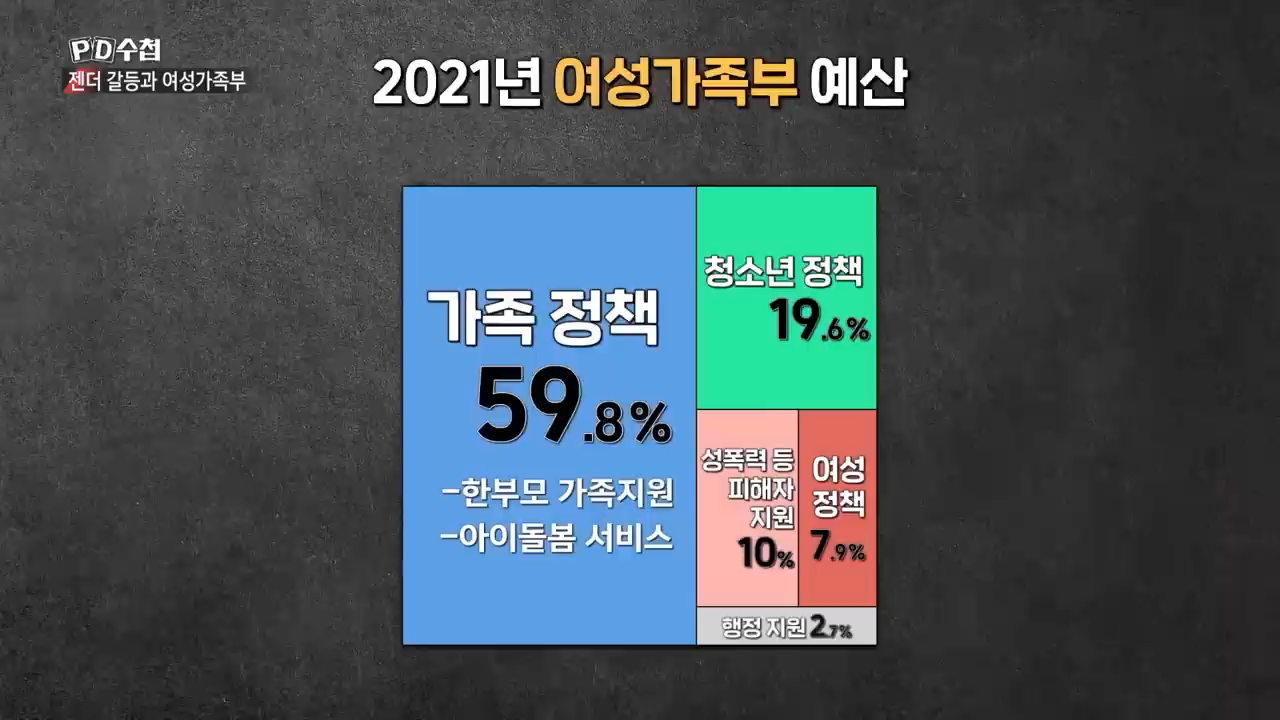 PD수첩
젠더 갈등과 여성가족부
2021년 여성가족부 예산
가족 정책
59.8%
-한부모 가족지원
-아이돌봄 서비스
청소년 정책
19.6%
성폭력 등
피해자
지원
10%
여성
정책
7.9%
행정 지원 2.7%